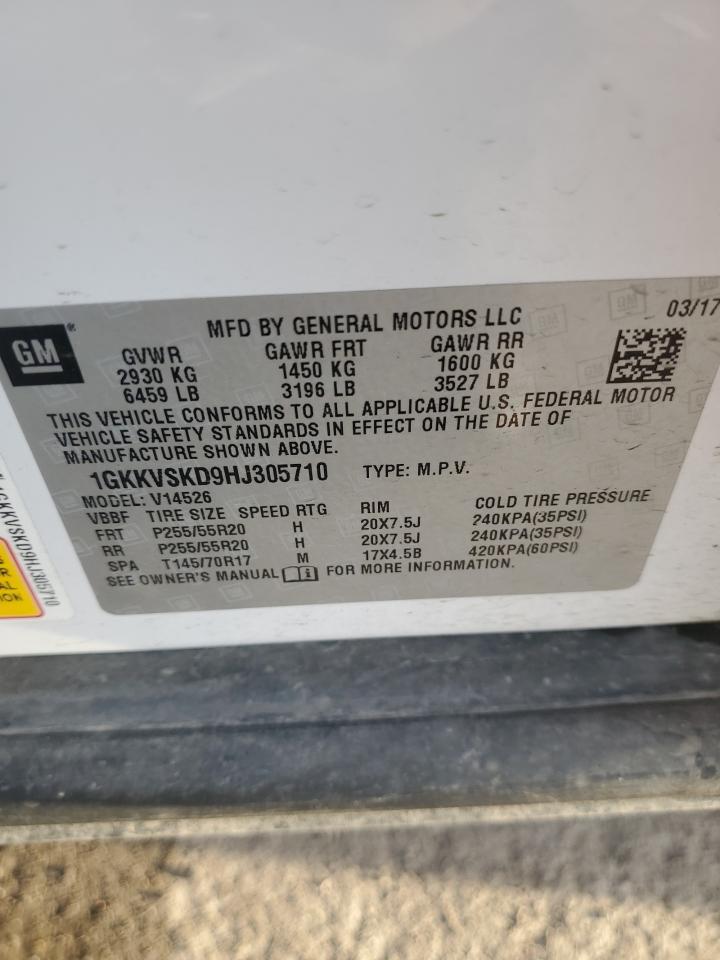 GM®
MFD BY GENERAL MOTORS LLC 03/17
GVWR GAWR FRT GAWR RR
2930 KG 1450 KG 1600 KG
6459 LB 3196 LB 3527 LB
THIS VEHICLE CONFORMS TO ALL APPLICABLE U.S. FEDERAL MOTOR
VEHICLE SAFETY STANDARDS IN EFFECT ON THE DATE OF
MANUFACTURE SHOWN ABOVE.
1GKKVSKD9HJ305710 TYPE: M.P.V.
MODEL: V14526
VBBF TIRE SIZE SPEED RTG RIM COLD TIRE PRESSURE
FRT P255/55R20 H 20X7.5J 240KPA(35PSI)
RR P255/55R20 H 20X7.5J 240KPA(35PSI)
SPA T145/70R17 M 17X4.5B 420KPA(60PSI)
SEE OWNER'S MANUAL FOR MORE INFORMATION.
1GKKVSKD9HJ305710